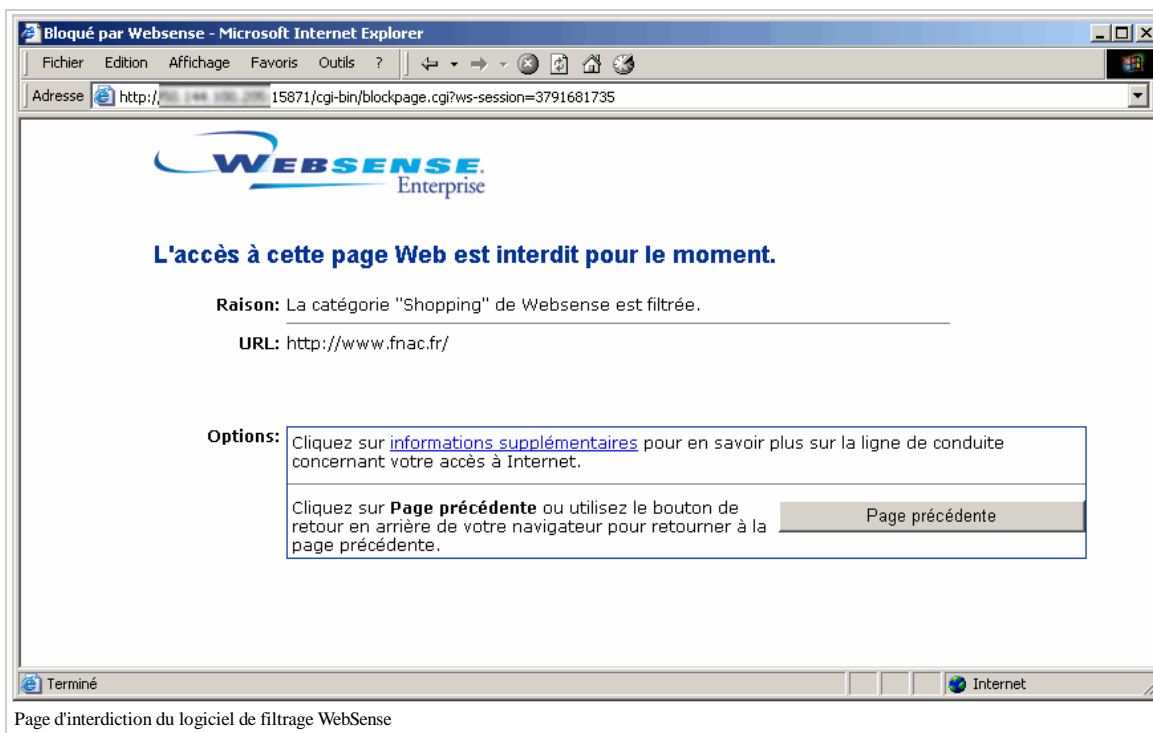 Bloqué par Websense - Microsoft Internet Explorer
Fichier Edition Affichage Favoris Outils ?
Adresse http:/ 15871/cgi-bin/blockpage.cgi?ws-session=3791681735
WEBSENSE.
Enterprise
L'accès à cette page Web est interdit pour le moment.
Raison: La catégorie "Shopping" de Websense est filtrée.
URL: http://www.fnac.fr/
Options: Cliquez sur informations supplémentaires pour en savoir plus sur la ligne de conduite
concernant votre accès à Internet.
Cliquez sur Page précédente ou utilisez le bouton de
retour en arrière de votre navigateur pour retourner à la
page précédente.
Page précédente
Terminé Internet
Page d'interdiction du logiciel de filtrage WebSense